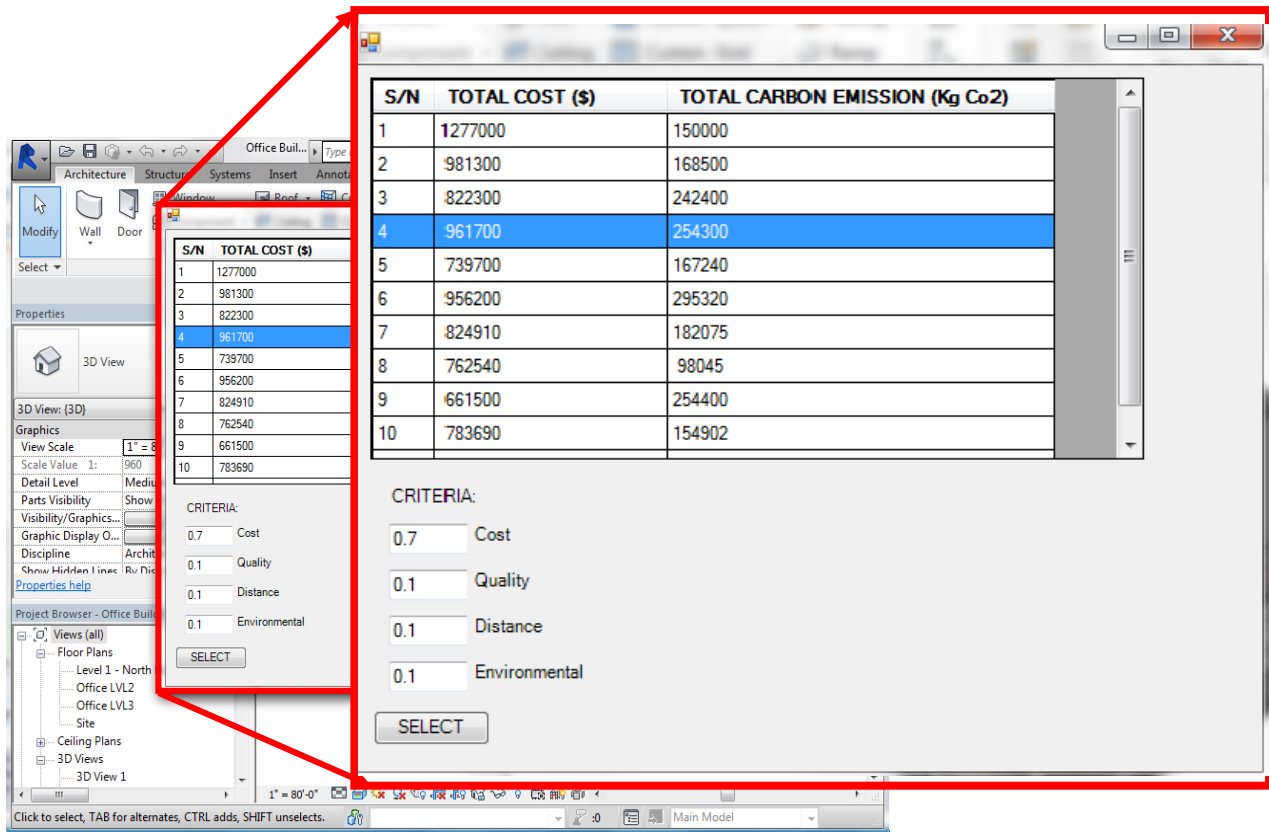 Office Buil...
Architecture Structure Systems Insert
Modify Wall Door Window Roof
Select
Properties
3D View
3D View: {3D}
Graphics
View Scale
Scale Value 1: 960
Detail Level
Parts Visibility Show
Visibility/Graphics...
Graphic Display O...
Discipline
Show Hidden Lines
Properties help
Project Browser - Office
Views (all)
Floor Plans
Level 1 - North
Office LVL2
Office LVL3
Site
Ceiling Plans
3D Views
3D View 1
1" = 80'-0"
Click to select, TAB for alternates, CTRL adds, SHIFT unselects.
:0
Main Model
S/N TOTAL COST ($)
1 1277000
2 981300
3 822300
4 961700
5 739700
6 956200
7 824910
8 762540
9 661500
10 783690
CRITERIA:
0.7 Cost
0.1 Quality
0.1 Distance
0.1 Environmental
SELECT
S/N TOTAL COST ($) TOTAL CARBON EMISSION (Kg Co2)
1 1277000 150000
2 981300 168500
3 822300 242400
4 961700 254300
5 739700 167240
6 956200 295320
7 824910 182075
8 762540 98045
9 661500 254400
10 783690 154902
CRITERIA:
0.7 Cost
0.1 Quality
0.1 Distance
0.1 Environmental
SELECT